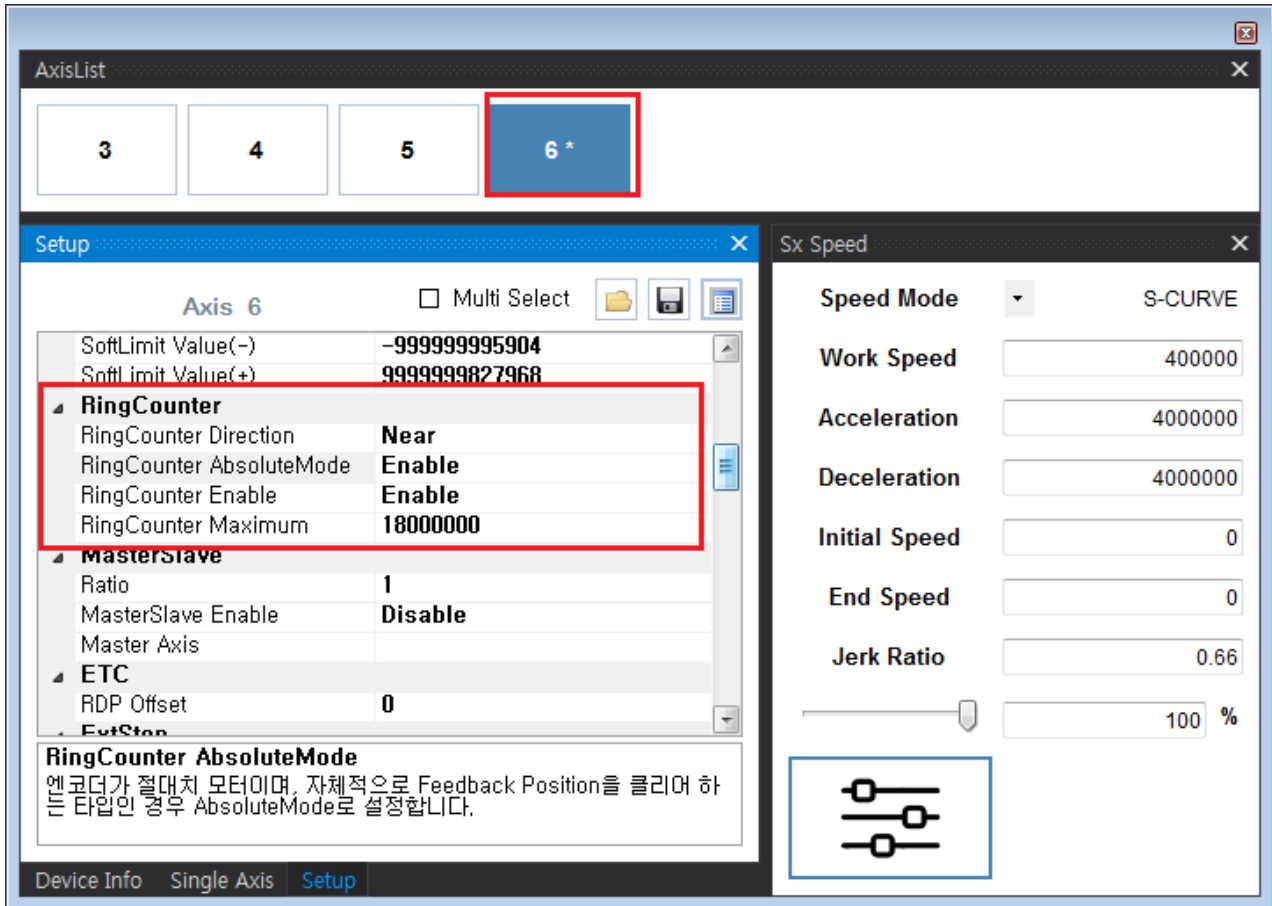 AxisList
3 4 5 6 *
Setup
Axis 6 Multi Select
SoftLimit Value(-) -999999995904
SoftLimit Value(+) 9999999827968
RingCounter
RingCounter Direction Near
RingCounter AbsoluteMode Enable
RingCounter Enable Enable
RingCounter Maximum 18000000
MasterSlave
Ratio 1
MasterSlave Enable Disable
Master Axis
ETC
RDP Offset 0
ExtStop
RingCounter AbsoluteMode
엔코더가 절대치 모터이며, 자체적으로 Feedback Position을 클리어 하
는 타입인 경우 AbsoluteMode로 설정합니다.
Device Info Single Axis Setup
Sx Speed
Speed Mode S-CURVE
Work Speed 400000
Acceleration 4000000
Deceleration 4000000
Initial Speed 0
End Speed 0
Jerk Ratio 0.66
100 %